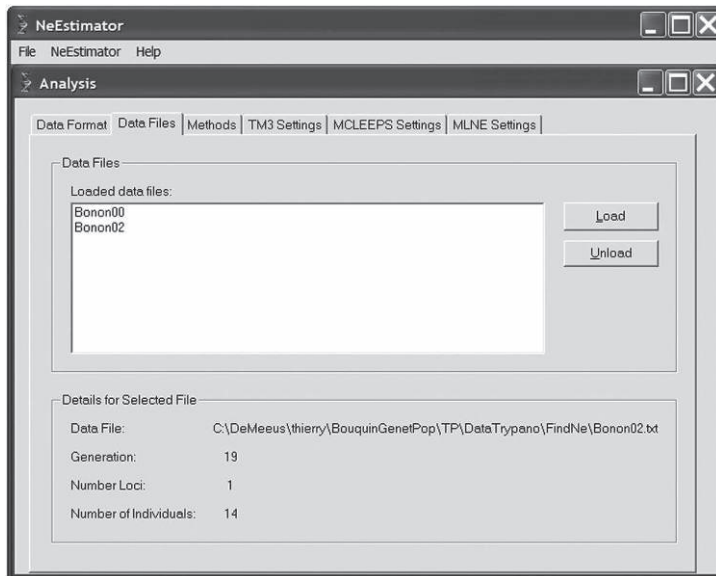 NeEstimator
File NeEstimator Help
Analysis
Data Format Data Files Methods TM3 Settings MCLEEPS Settings MLNE Settings
Data Files
Loaded data files:
Bonon00
Bonon02
Load
Unload
Details for Selected File
Data File: C:\DeMeeus\thierry\BouquinGenetPop\TP\DataTrypano\FindNe\Bonon02.txt
Generation: 19
Number Loci: 1
Number of Individuals: 14